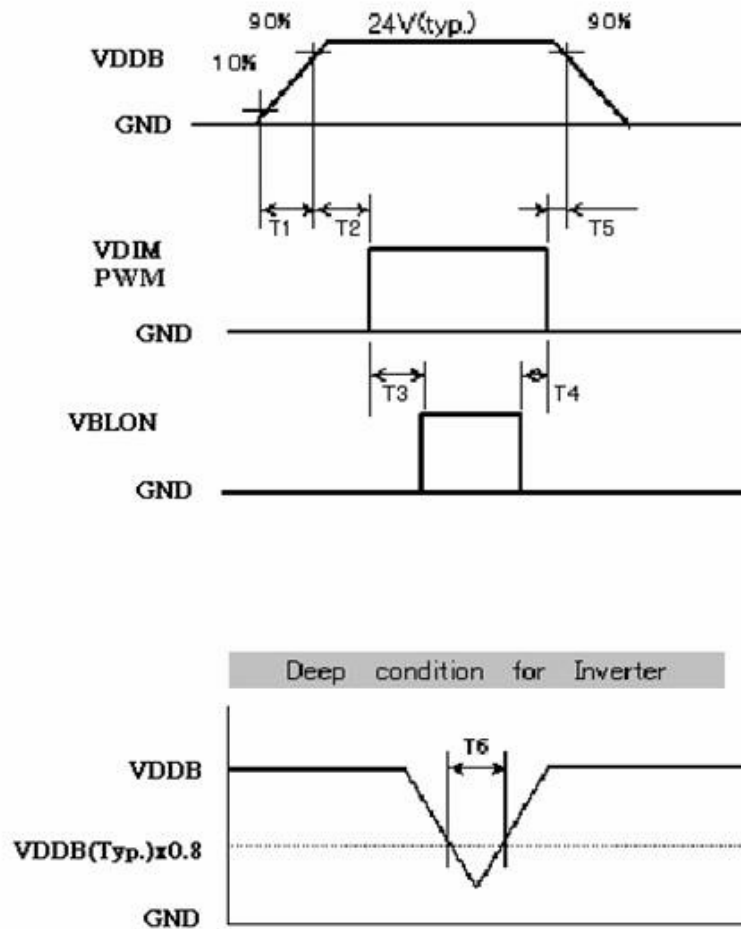 90% 24V(typ.) 90%
VDDB 10%
GND
T1 T2 T5
VDIM
PWM
GND
T3 T4
VBLON
GND
Deep condition for Inverter
T6
VDDB
VDDB(Typ.)x0.8
GND